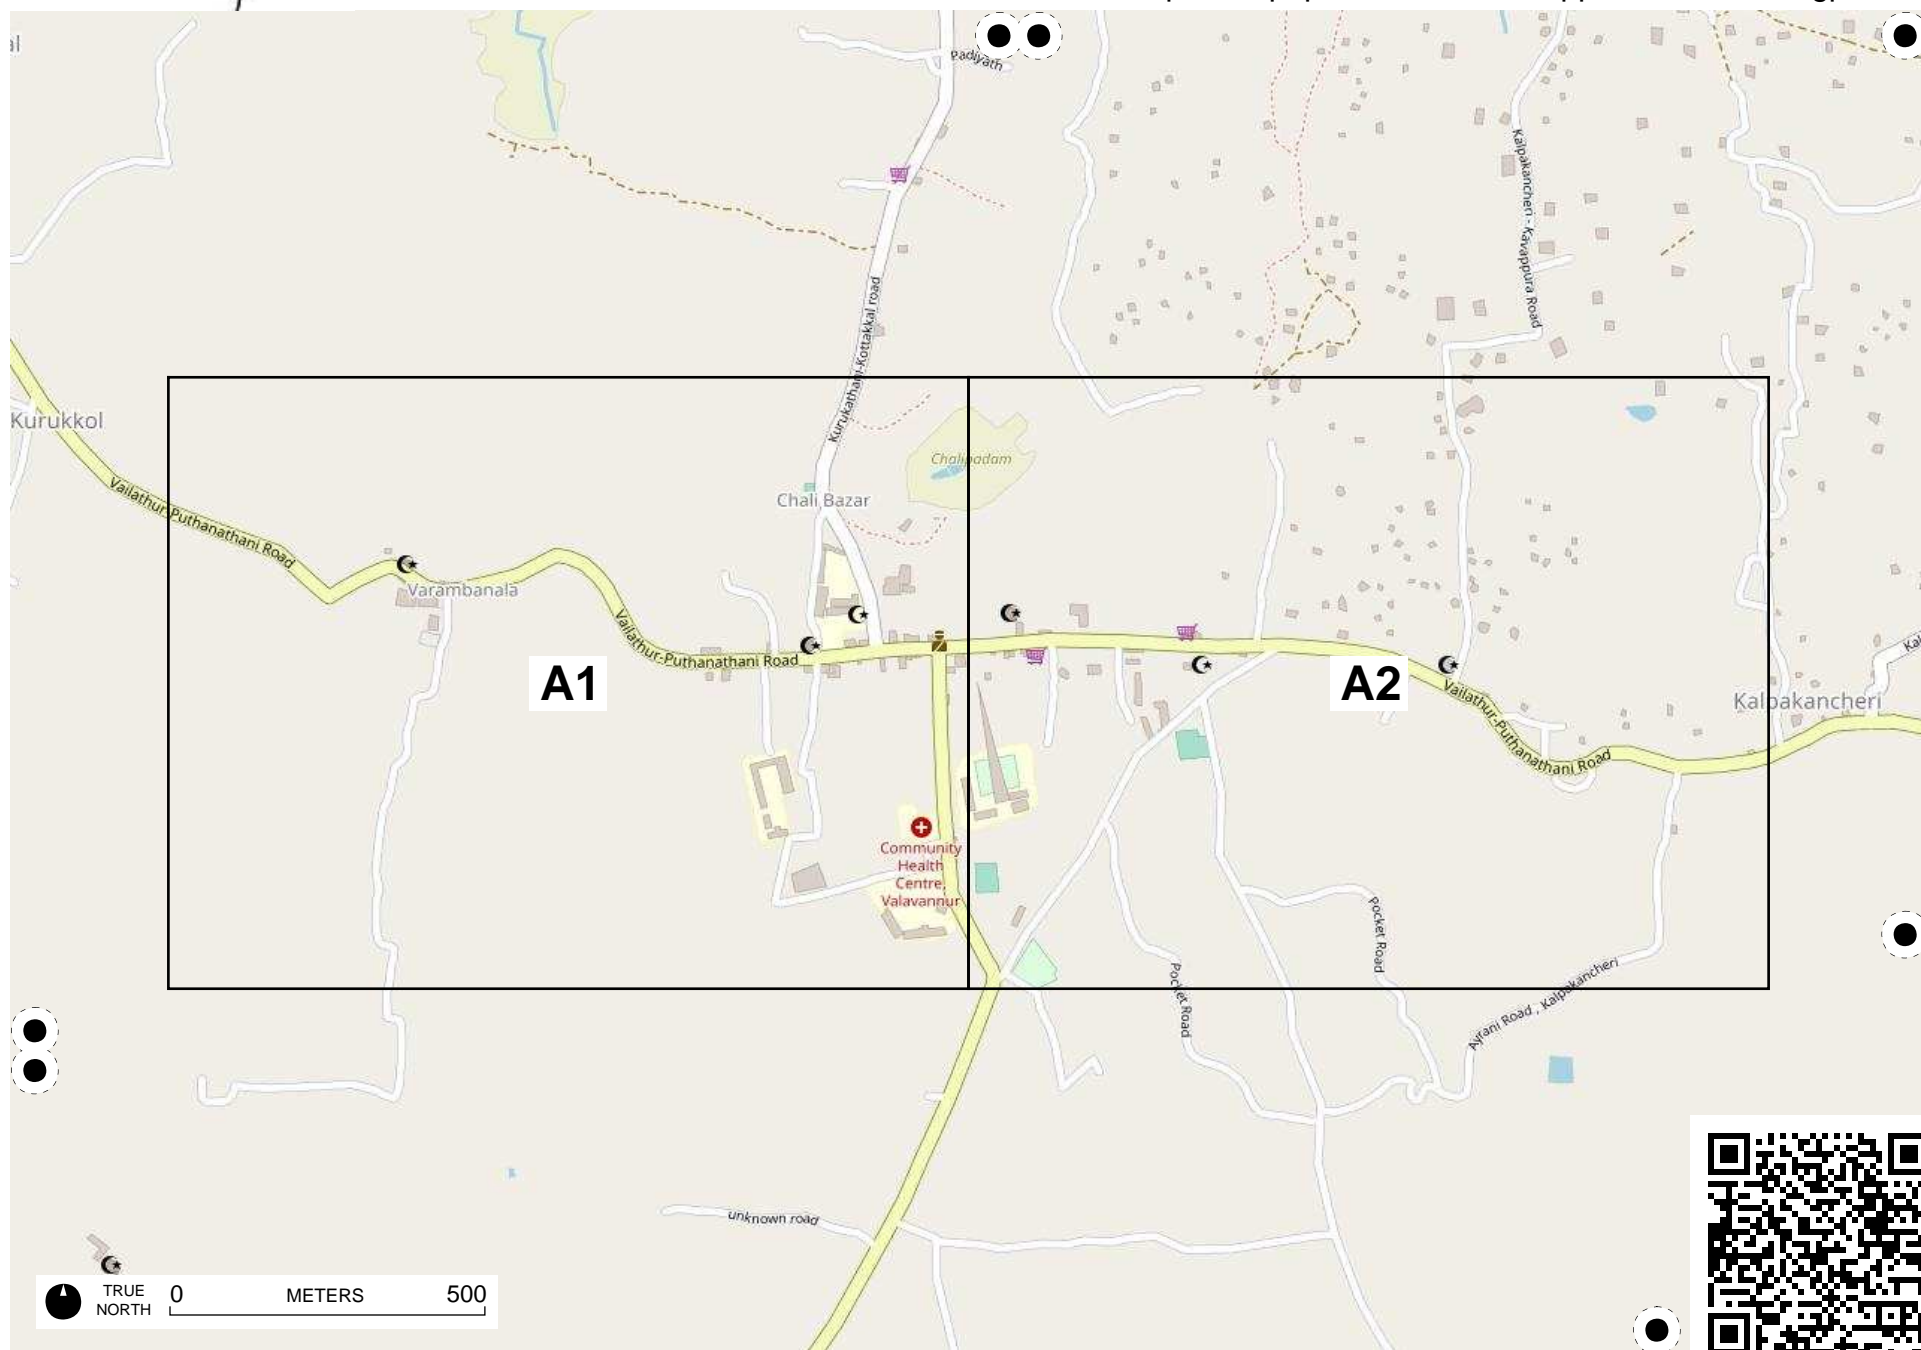 Padiyath
Kalpakancheri - Kavappura Road
Kurukathani-Kottakkal road
Kurukkol
Chalipadam
Chali Bazar
Vailathur-Puthanathani Road
Varambanala
Vailathur-Puthanathani Road
A1
A2
Vailathur-Puthanathani Road
Kalpakancheri
Community
Health
Centre,
Valavannur
Pocket Road
Pocket Road
Ayrani Road , Kalpakancheri
unknown road
TRUE
NORTH
0 METERS 500